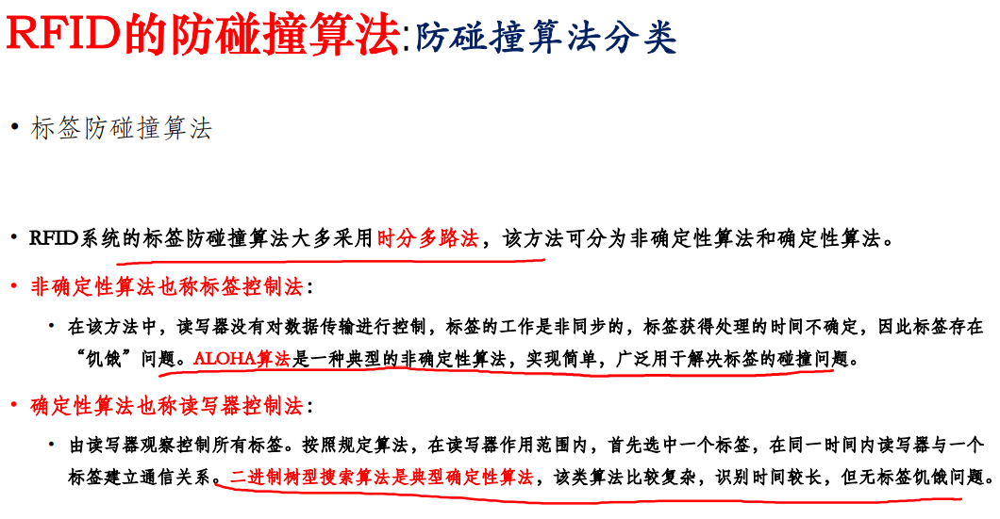 RFID的防碰撞算法:防碰撞算法分类
• 标签防碰撞算法
• RFID系统的标签防碰撞算法大多采用时分多路法，该方法可分为非确定性算法和确定性算法。
• 非确定性算法也称标签控制法：
• 在该方法中，读写器没有对数据传输进行控制，标签的工作是非同步的，标签获得处理的时间不确定，因此标签存在
“饥饿”问题。ALOHA算法是一种典型的非确定性算法，实现简单，广泛用于解决标签的碰撞问题。
• 确定性算法也称读写器控制法：
• 由读写器观察控制所有标签。按照规定算法，在读写器作用范围内，首先选中一个标签，在同一时间内读写器与一个
标签建立通信关系。二进制树型搜索算法是典型确定性算法，该类算法比较复杂，识别时间较长，但无标签饥饿问题。